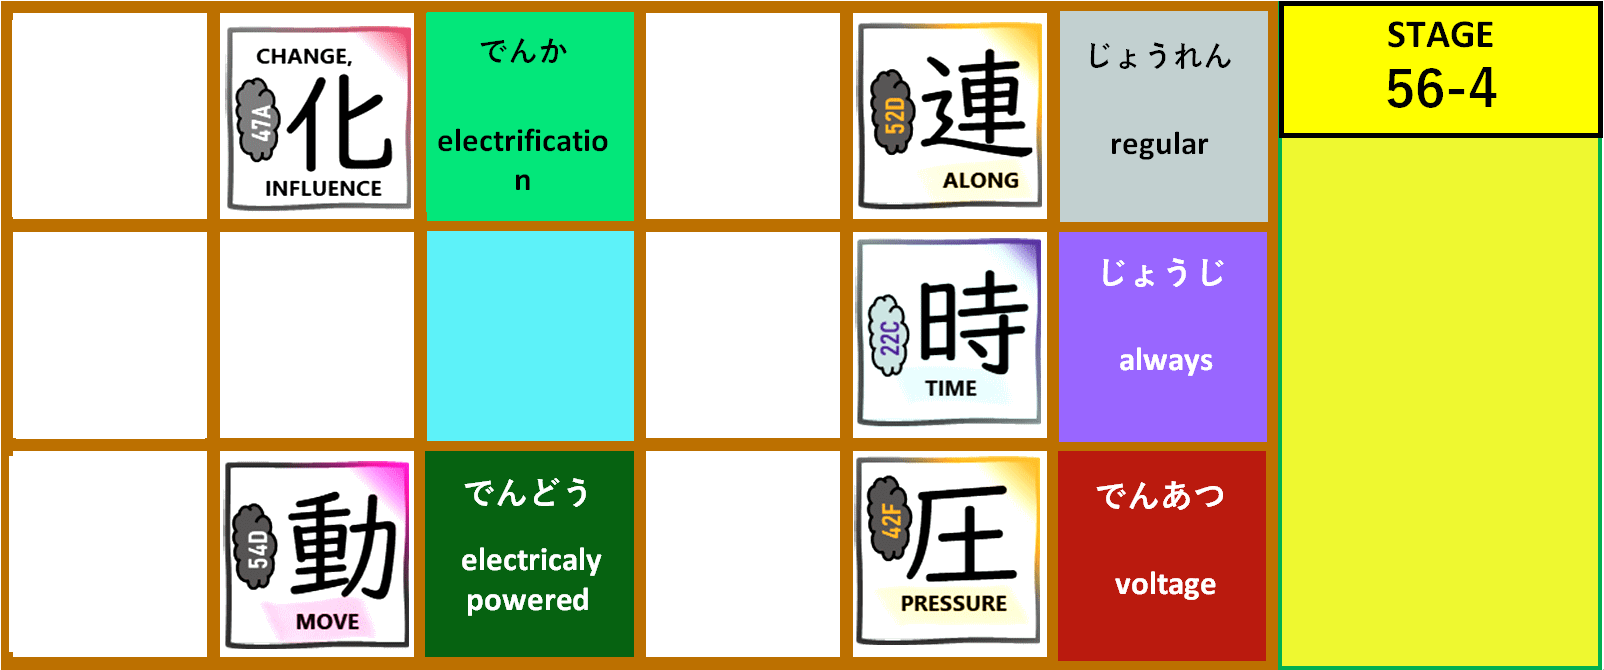 CHANGE,
47A
化
INFLUENCE
でんか
electrificatio
n
52D
連
ALONG
じょうれん
regular
STAGE
56-4
22C
時
TIME
じょうじ
always
54D
動
MOVE
でんどう
electricaly
powered
42F
圧
PRESSURE
でんあつ
voltage